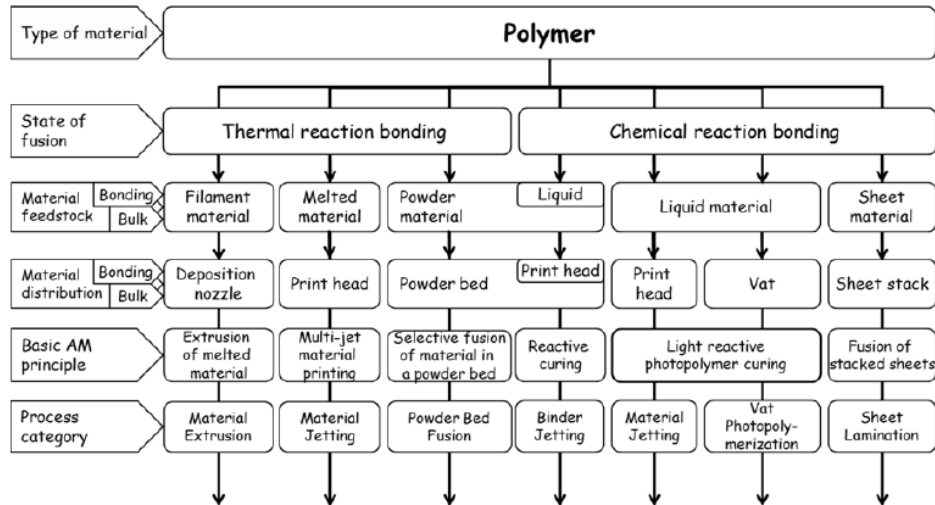 Type of material
Polymer
State of
fusion
Thermal reaction bonding
Chemical reaction bonding
Material
feedstock
Bonding
Bulk
Filament
material
Melted
material
Powder
material
Liquid
Liquid material
Sheet
material
Material
distribution
Bonding
Bulk
Deposition
nozzle
Print head
Powder bed
Print head
Print
head
Vat
Sheet stack
Basic AM
principle
Extrusion
of melted
material
Multi-jet
material
printing
Selective fusion
of material in
a powder bed
Reactive
curing
Light reactive
photopolymer curing
Fusion of
stacked sheets
Process
category
Material
Extrusion
Material
Jetting
Powder Bed
Fusion
Binder
Jetting
Material
Jetting
Vat
Photopoly-
merization
Sheet
Lamination